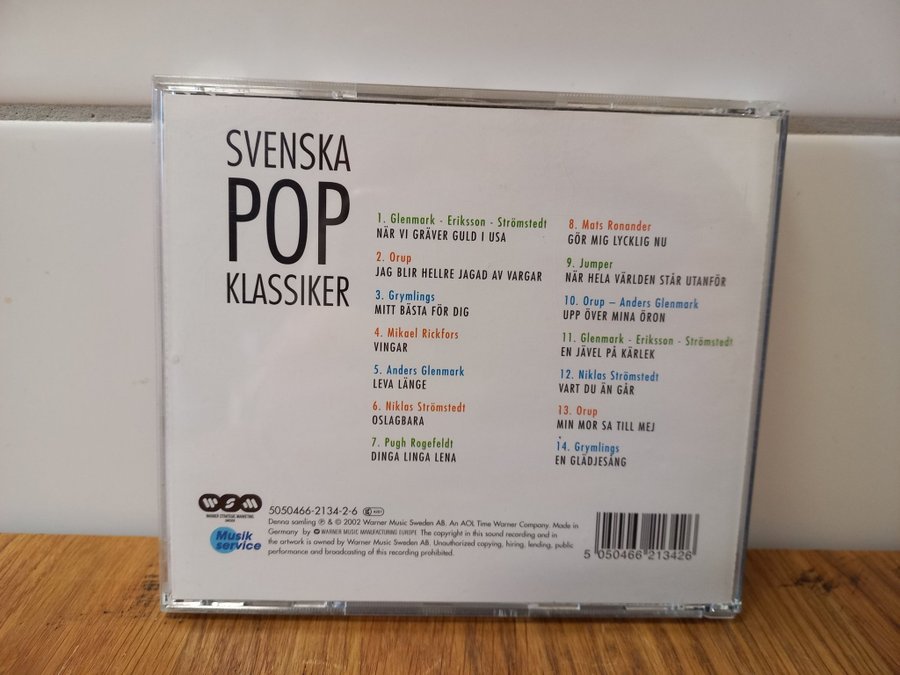 SVENSKA
POP
KLASSIKER
1. Glenmark - Eriksson - Strömstedt
NÄR VI GRÄVER GULD I USA
2. Orup
JAG BLIR HELLRE JAGAD AV VARGAR
3. Grymlings
MITT BÄSTA FÖR DIG
4. Mikael Rickfors
VINGAR
5. Anders Glenmark
LEVA LÄNGE
6. Niklas Strömstedt
OSLAGBARA
7. Pugh Rogefeldt
DINGA LINGA LENA
8. Mats Ronander
GÖR MIG LYCKLIG NU
9. Jumper
NÄR HELA VÄRLDEN STÅR UTANFÖR
10. Orup – Anders Glenmark
UPP ÖVER MINA ÖRON
11. Glenmark - Eriksson - Strömstedt
EN JÄVEL PÅ KÄRLEK
12. Niklas Strömstedt
VART DU ÄN GÅR
13. Orup
MIN MOR SA TILL MEJ
14. Grymlings
EN GLÄDJESÅNG
WSM
WARNER STRATEGIC MARKETING
SWEDEN
Musik
service
5050466-2134-2-6
Denna samling ℗ & © 2002 Warner Music Sweden AB. An AOL Time Warner Company. Made in
Germany by WARNER MUSIC MANUFACTURING EUROPE. The copyright in this sound recording and in
the artwork is owned by Warner Music Sweden AB. Unauthorized copying, hiring, lending, public
performance and broadcasting of this recording prohibited.
5 050466 213426